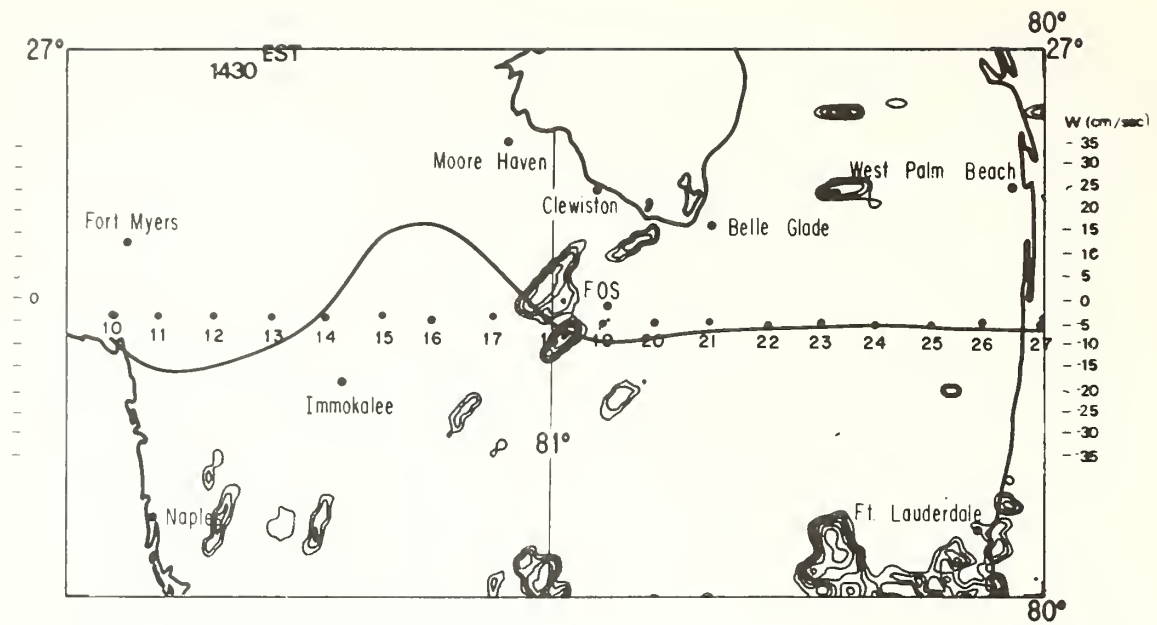 80°
27° 27°
EST
1430
W (cm/sec)
- 35
- 30
- 25
20
- 15
- 10
- 5
- 0
- -5
- -10
- -15
- -20
- -25
- -30
- -35
0
Moore Haven
West Palm Beach
Clewiston
Fort Myers
Belle Glade
FOS
10 11 12 13 14 15 16 17 19 20 21 22 23 24 25 26 27
Immokalee
81°
Naples
Ft. Lauderdale
80°